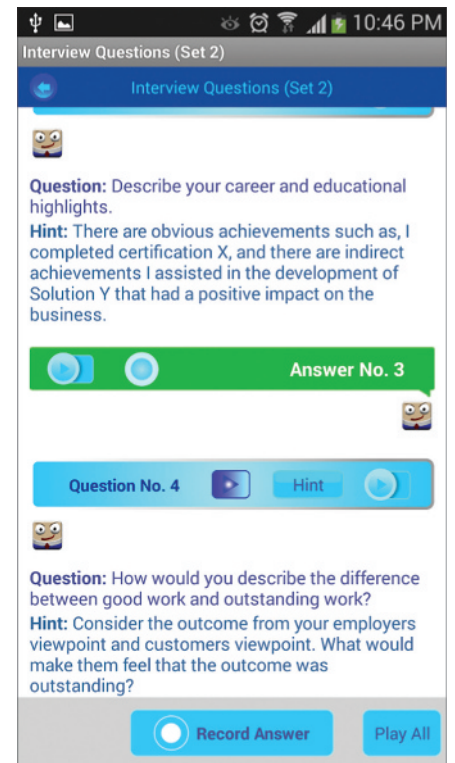 10:46 PM
Interview Questions (Set 2)
Interview Questions (Set 2)
Question: Describe your career and educational
highlights.
Hint: There are obvious achievements such as, I
completed certification X, and there are indirect
achievements I assisted in the development of
Solution Y that had a positive impact on the
business.
Answer No. 3
Question No. 4 Hint
Question: How would you describe the difference
between good work and outstanding work?
Hint: Consider the outcome from your employers
viewpoint and customers viewpoint. What would
make them feel that the outcome was
outstanding?
Record Answer Play All